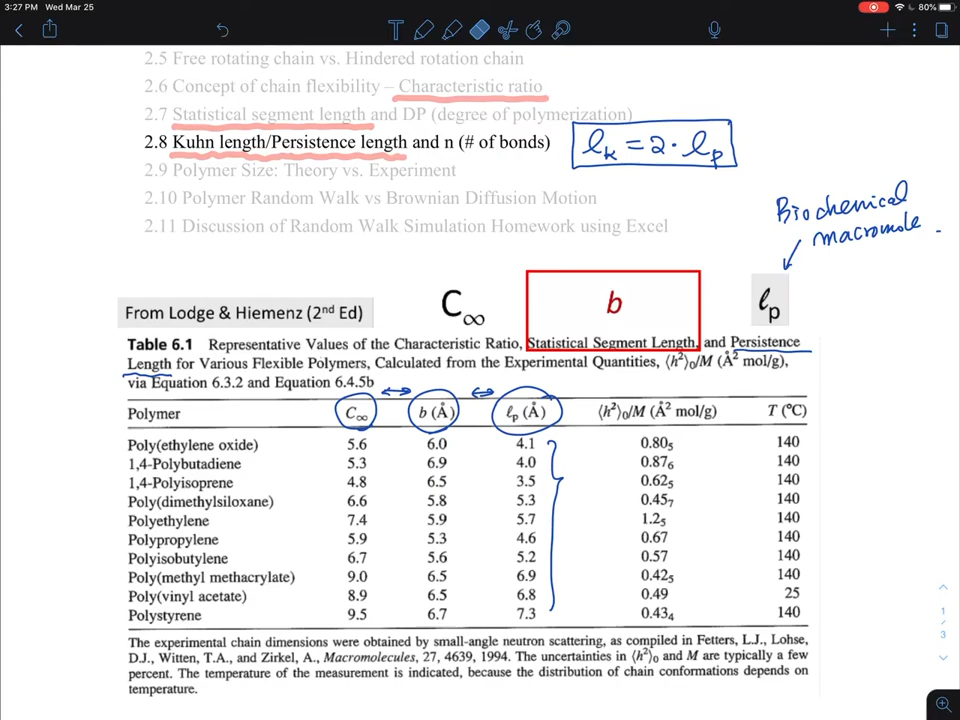 3:27 PM Wed Mar 25
80%
2.5 Free rotating chain vs. Hindered rotation chain
2.6 Concept of chain flexibility – Characteristic ratio
2.7 Statistical segment length and DP (degree of polymerization)
2.8 Kuhn length/Persistence length and n (# of bonds)
ℓk = 2 · ℓp
2.9 Polymer Size: Theory vs. Experiment
2.10 Polymer Random Walk vs Brownian Diffusion Motion
2.11 Discussion of Random Walk Simulation Homework using Excel
Biochemical
macromole.
From Lodge & Hiemenz (2nd Ed)
C∞
b
ℓp
Table 6.1 Representative Values of the Characteristic Ratio, Statistical Segment Length, and Persistence
Length for Various Flexible Polymers, Calculated from the Experimental Quantities, ⟨h²⟩₀/M (Å² mol/g),
via Equation 6.3.2 and Equation 6.4.5b
Polymer C∞ b (Å) ℓp (Å) ⟨h²⟩₀/M (Å² mol/g) T (°C)
Poly(ethylene oxide) 5.6 6.0 4.1 0.80₅ 140
1,4-Polybutadiene 5.3 6.9 4.0 0.87₆ 140
1,4-Polyisoprene 4.8 6.5 3.5 0.62₅ 140
Poly(dimethylsiloxane) 6.6 5.8 5.3 0.45₇ 140
Polyethylene 7.4 5.9 5.7 1.2₅ 140
Polypropylene 5.9 5.3 4.6 0.67 140
Polyisobutylene 6.7 5.6 5.2 0.57 140
Poly(methyl methacrylate) 9.0 6.5 6.9 0.42₅ 140
Poly(vinyl acetate) 8.9 6.5 6.8 0.49 25
Polystyrene 9.5 6.7 7.3 0.43₄ 140
The experimental chain dimensions were obtained by small-angle neutron scattering, as compiled in Fetters, L.J., Lohse,
D.J., Witten, T.A., and Zirkel, A., Macromolecules, 27, 4639, 1994. The uncertainties in ⟨h²⟩₀ and M are typically a few
percent. The temperature of the measurement is indicated, because the distribution of chain conformations depends on
temperature.
1
/
3